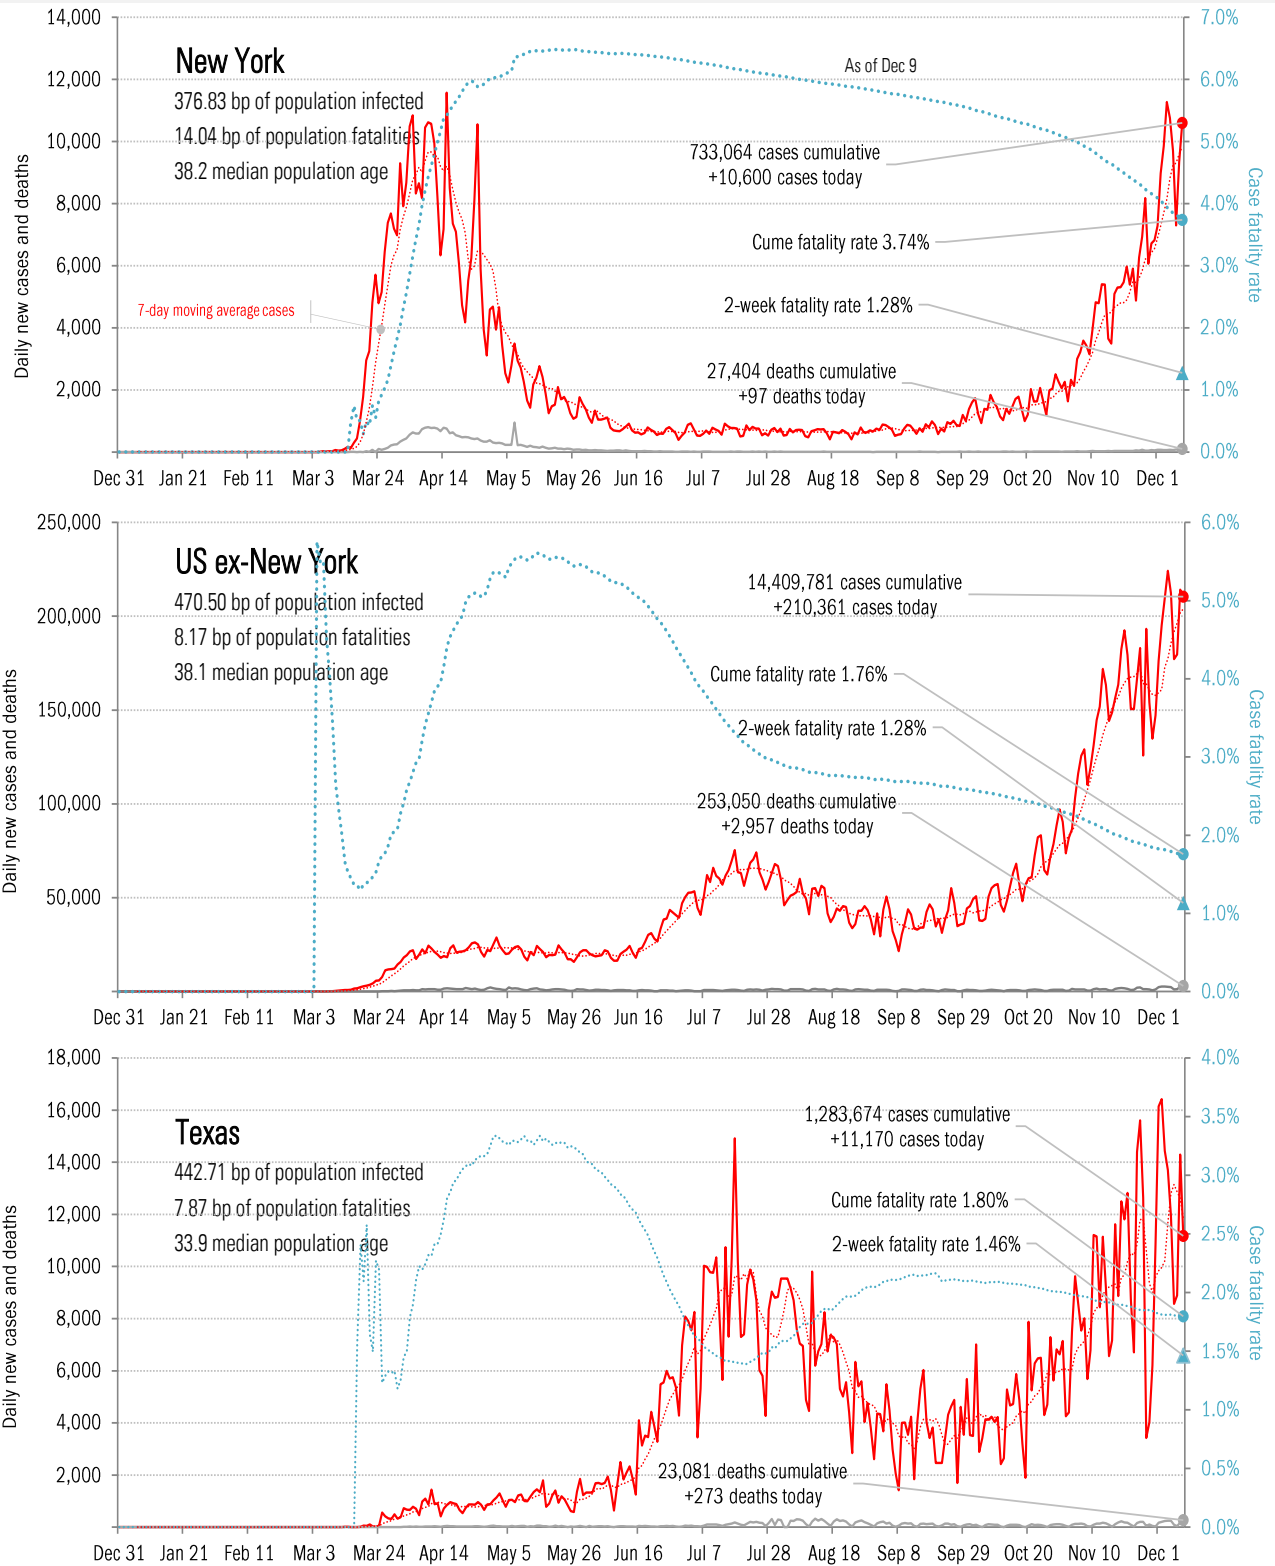 14,000
12,000
10,000
8,000
6,000
4,000
2,000
Daily new cases and deaths
7.0%
6.0%
5.0%
4.0%
3.0%
2.0%
1.0%
0.0%
Case fatality rate
New York
376.83 bp of population infected
14.04 bp of population fatalities
38.2 median population age
As of Dec 9
733,064 cases cumulative
+10,600 cases today
Cume fatality rate 3.74%
2-week fatality rate 1.28%
7-day moving average cases
27,404 deaths cumulative
+97 deaths today
Dec 31 Jan 21 Feb 11 Mar 3 Mar 24 Apr 14 May 5 May 26 Jun 16 Jul 7 Jul 28 Aug 18 Sep 8 Sep 29 Oct 20 Nov 10 Dec 1
250,000
200,000
150,000
100,000
50,000
Daily new cases and deaths
6.0%
5.0%
4.0%
3.0%
2.0%
1.0%
0.0%
Case fatality rate
US ex-New York
470.50 bp of population infected
8.17 bp of population fatalities
38.1 median population age
14,409,781 cases cumulative
+210,361 cases today
Cume fatality rate 1.76%
2-week fatality rate 1.28%
253,050 deaths cumulative
+2,957 deaths today
Dec 31 Jan 21 Feb 11 Mar 3 Mar 24 Apr 14 May 5 May 26 Jun 16 Jul 7 Jul 28 Aug 18 Sep 8 Sep 29 Oct 20 Nov 10 Dec 1
18,000
16,000
14,000
12,000
10,000
8,000
6,000
4,000
2,000
Daily new cases and deaths
4.0%
3.5%
3.0%
2.5%
2.0%
1.5%
1.0%
0.5%
0.0%
Case fatality rate
Texas
442.71 bp of population infected
7.87 bp of population fatalities
33.9 median population age
1,283,674 cases cumulative
+11,170 cases today
Cume fatality rate 1.80%
2-week fatality rate 1.46%
23,081 deaths cumulative
+273 deaths today
Dec 31 Jan 21 Feb 11 Mar 3 Mar 24 Apr 14 May 5 May 26 Jun 16 Jul 7 Jul 28 Aug 18 Sep 8 Sep 29 Oct 20 Nov 10 Dec 1